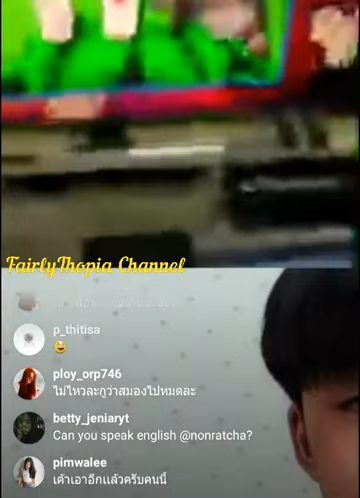 FairlyThopia Channel
p_thitisa
😅
ploy_orp746
ไม่ไหวละกูว่าสมองไปหมดละ
betty_jeniaryt
Can you speak english @nonratcha?
pimwalee
เค้าเอาอีกแล้วครับคนนี้